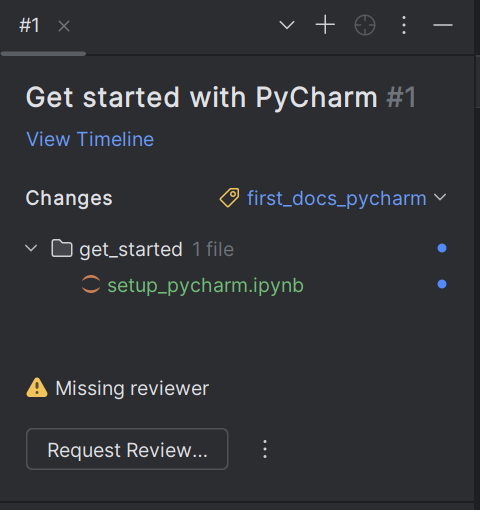 #1
Get started with PyCharm #1
View Timeline
Changes first_docs_pycharm
get_started 1 file
setup_pycharm.ipynb
Missing reviewer
Request Review...